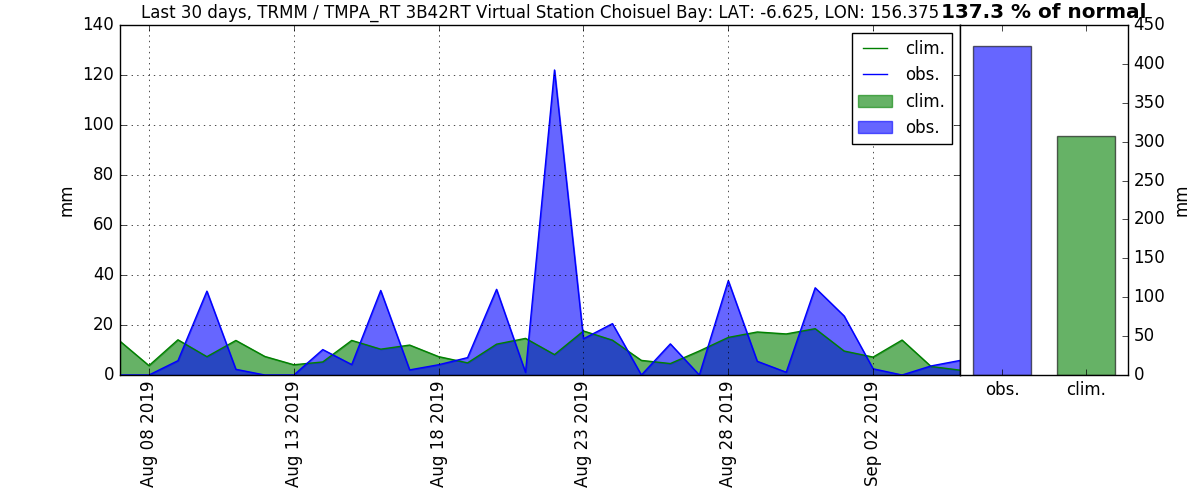 Last 30 days, TRMM / TMPA_RT 3B42RT Virtual Station Choisuel Bay: LAT: -6.625, LON: 156.375
137.3 % of normal
mm
140
120
100
80
60
40
20
0
Aug 08 2019
Aug 13 2019
Aug 18 2019
Aug 23 2019
Aug 28 2019
Sep 02 2019
clim.
obs.
clim.
obs.
450
400
350
300
250
200
150
100
50
0
mm
obs.
clim.